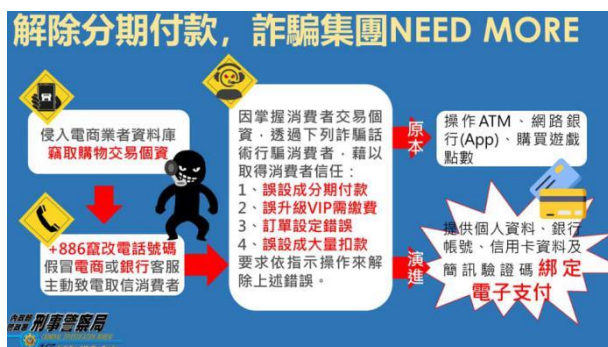 解除分期付款，詐騙集團NEED MORE
侵入電商業者資料庫
竊取購物交易個資
+886竄改電話號碼
假冒電商或銀行客服
主動致電取信消費者
因掌握消費者交易個
資，透過下列詐騙話
術行騙消費者，藉以
取得消費者信任：
1、誤設成分期付款
2、誤升級VIP需繳費
3、訂單設定錯誤
4、誤設成大量扣款
要求依指示操作來解
除上述錯誤。
原本
操作ATM、網路銀
行(App)、購買遊戲
點數
演進
提供個人資料、銀行
帳號、信用卡資料及
簡訊驗證碼綁定
電子支付
內政部
警政署
刑事警察局